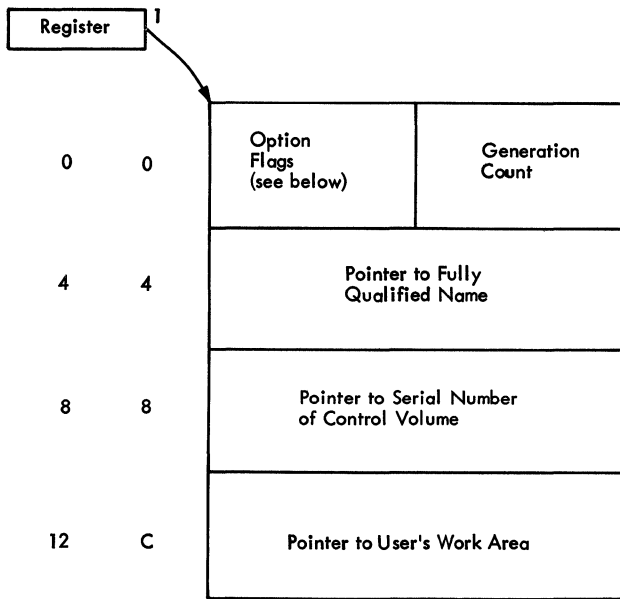 Register 1
Option
Flags
(see below)
Generation
Count
0 0
Pointer to Fully
Qualified Name
4 4
Pointer to Serial Number
of Control Volume
8 8
12 C Pointer to User's Work Area